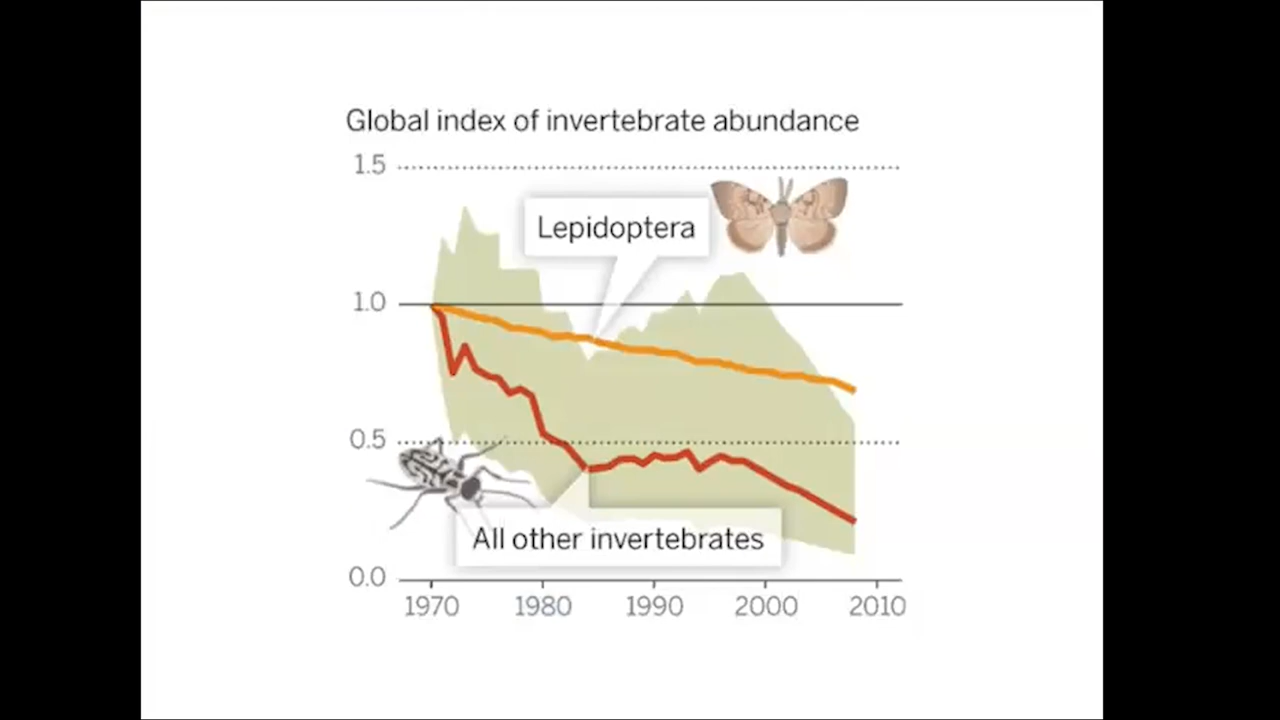 Global index of invertebrate abundance
1.5
Lepidoptera
1.0
0.5
All other invertebrates
0.0
1970 1980 1990 2000 2010